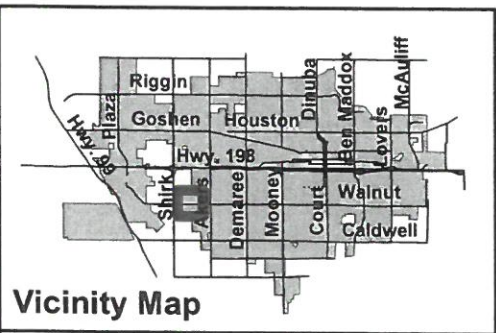 Riggin
Plaza
Goshen
Houston
Dinuba
Ben Maddox
McAuliff
Lovers
Hwy. 99
Hwy. 198
Shirk
Akers
Demaree
Mooney
Court
Walnut
Caldwell
Vicinity Map